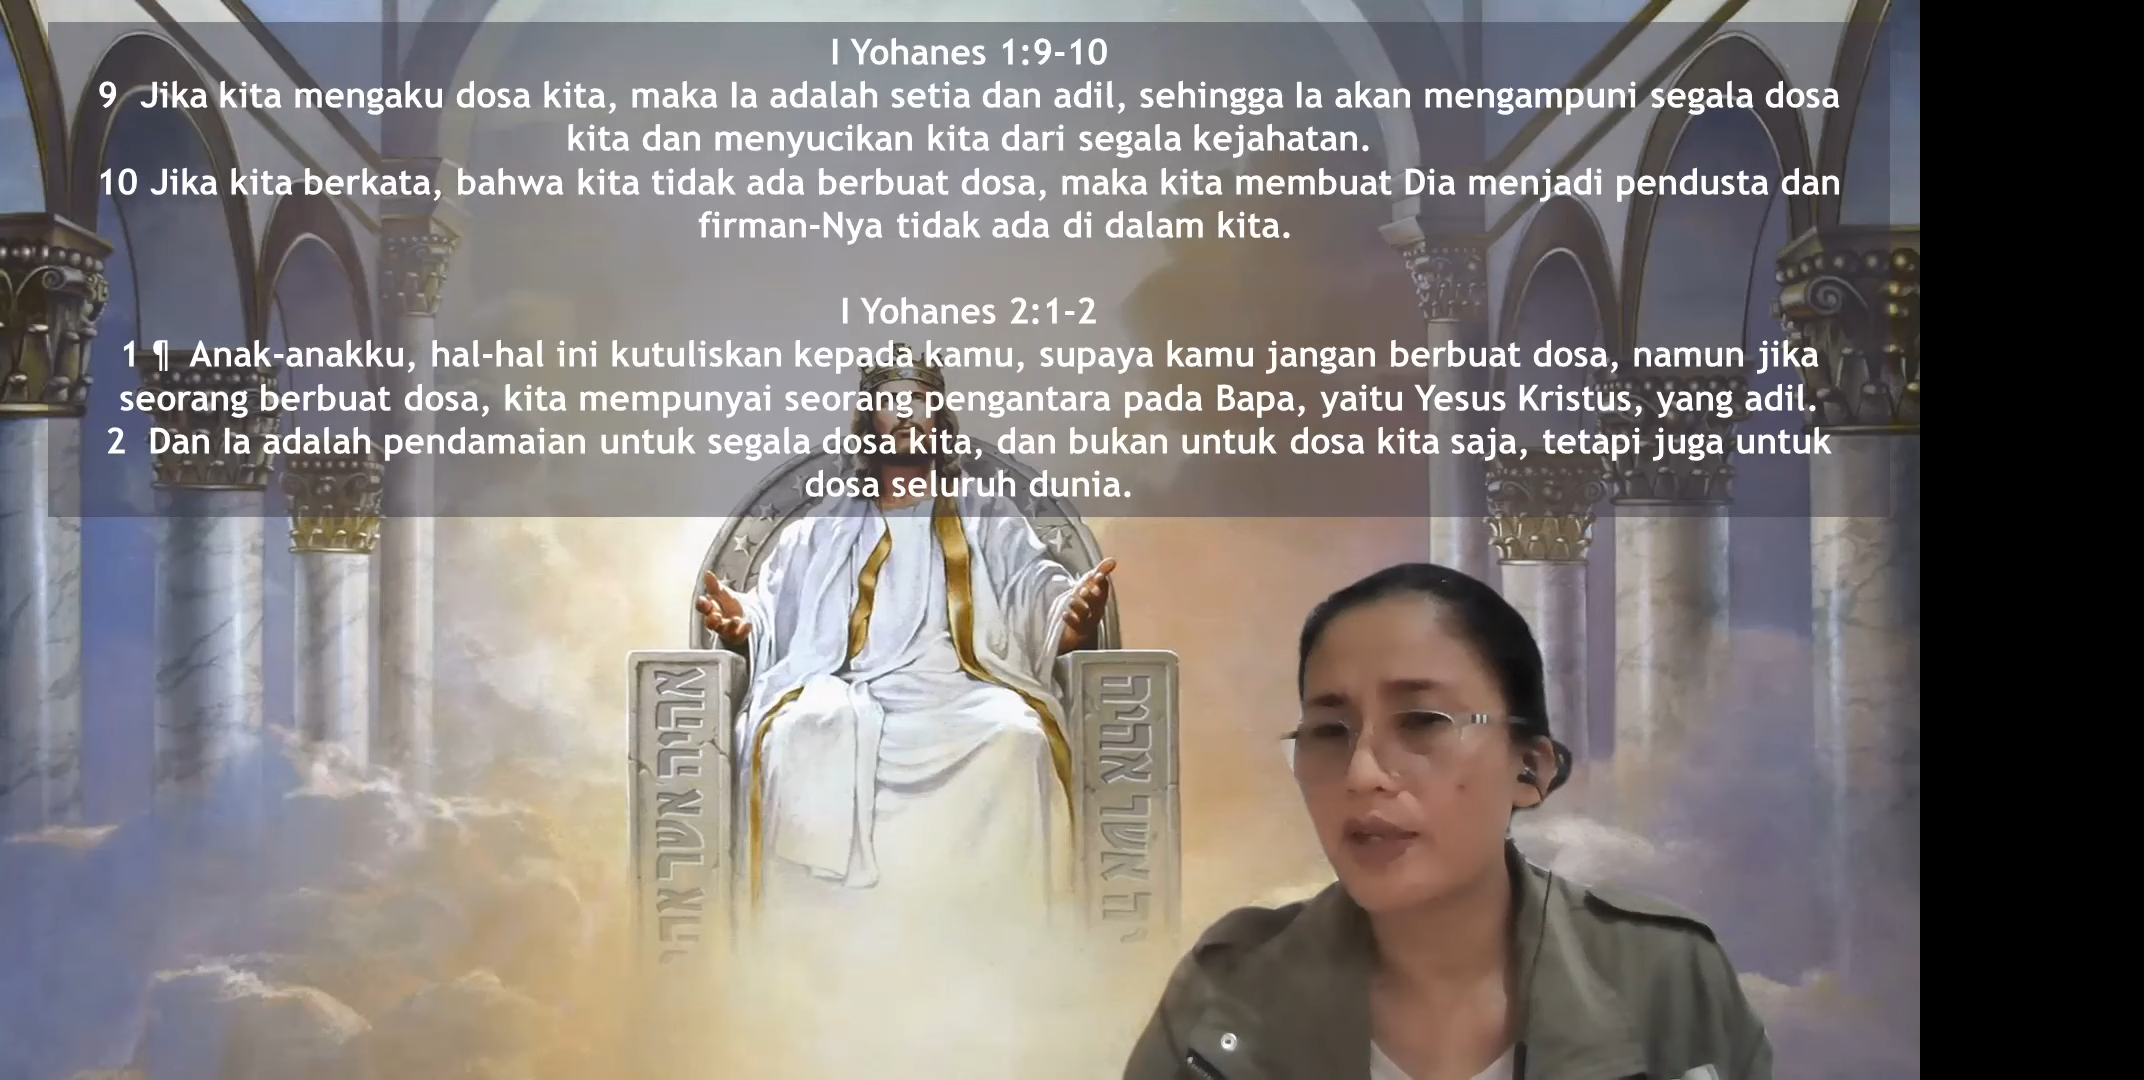 I Yohanes 1:9-10
9 Jika kita mengaku dosa kita, maka Ia adalah setia dan adil, sehingga Ia akan mengampuni segala dosa
kita dan menyucikan kita dari segala kejahatan.
10 Jika kita berkata, bahwa kita tidak ada berbuat dosa, maka kita membuat Dia menjadi pendusta dan
firman-Nya tidak ada di dalam kita.
I Yohanes 2:1-2
1 ¶ Anak-anakku, hal-hal ini kutuliskan kepada kamu, supaya kamu jangan berbuat dosa, namun jika
seorang berbuat dosa, kita mempunyai seorang pengantara pada Bapa, yaitu Yesus Kristus, yang adil.
2 Dan Ia adalah pendamaian untuk segala dosa kita, dan bukan untuk dosa kita saja, tetapi juga untuk
dosa seluruh dunia.
אהיה אשר אהי